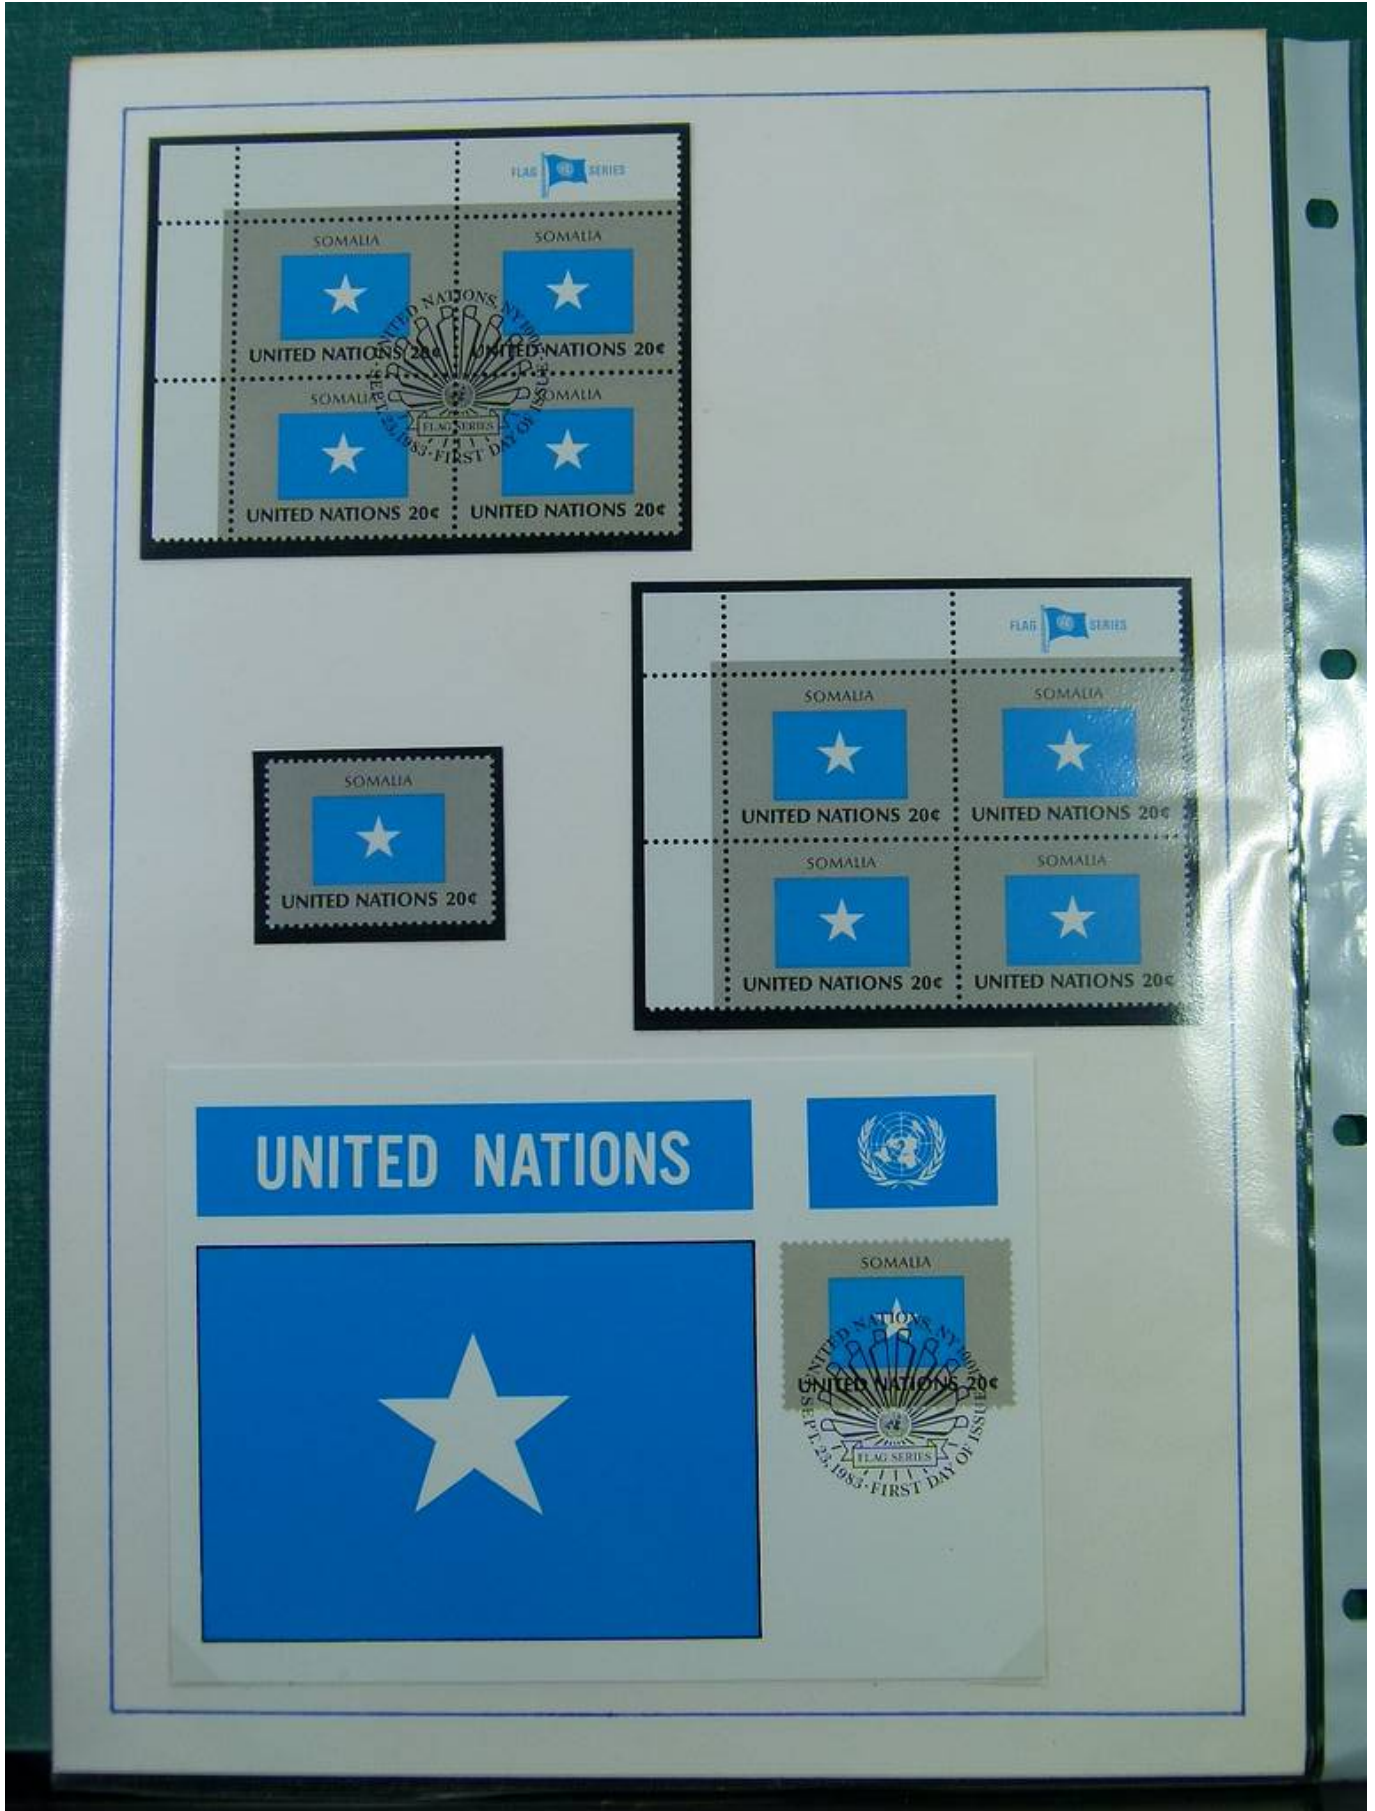 FLAG SERIES
SOMALIA SOMALIA
UNITED NATIONS 20¢ UNITED NATIONS 20¢
SOMALIA SOMALIA
UNITED NATIONS 20¢ UNITED NATIONS 20¢
UNITED NATIONS, NY
SEPT. 23, 1983 · FIRST DAY OF ISSUE
FLAG SERIES
FLAG SERIES
SOMALIA SOMALIA
UNITED NATIONS 20¢ UNITED NATIONS 20¢
SOMALIA SOMALIA
UNITED NATIONS 20¢ UNITED NATIONS 20¢
SOMALIA
UNITED NATIONS 20¢
UNITED NATIONS
SOMALIA
UNITED NATIONS 20¢
UNITED NATIONS, NY
SEPT. 23, 1983 · FIRST DAY OF ISSUE
FLAG SERIES